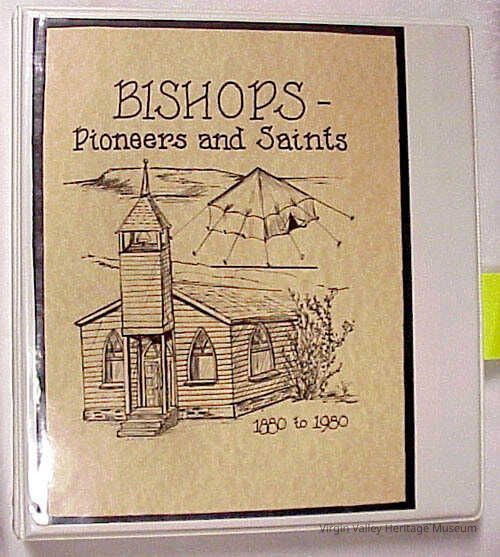 BISHOPS -
Pioneers and Saints
1880 to 1980
Virgin Valley Heritage Museum